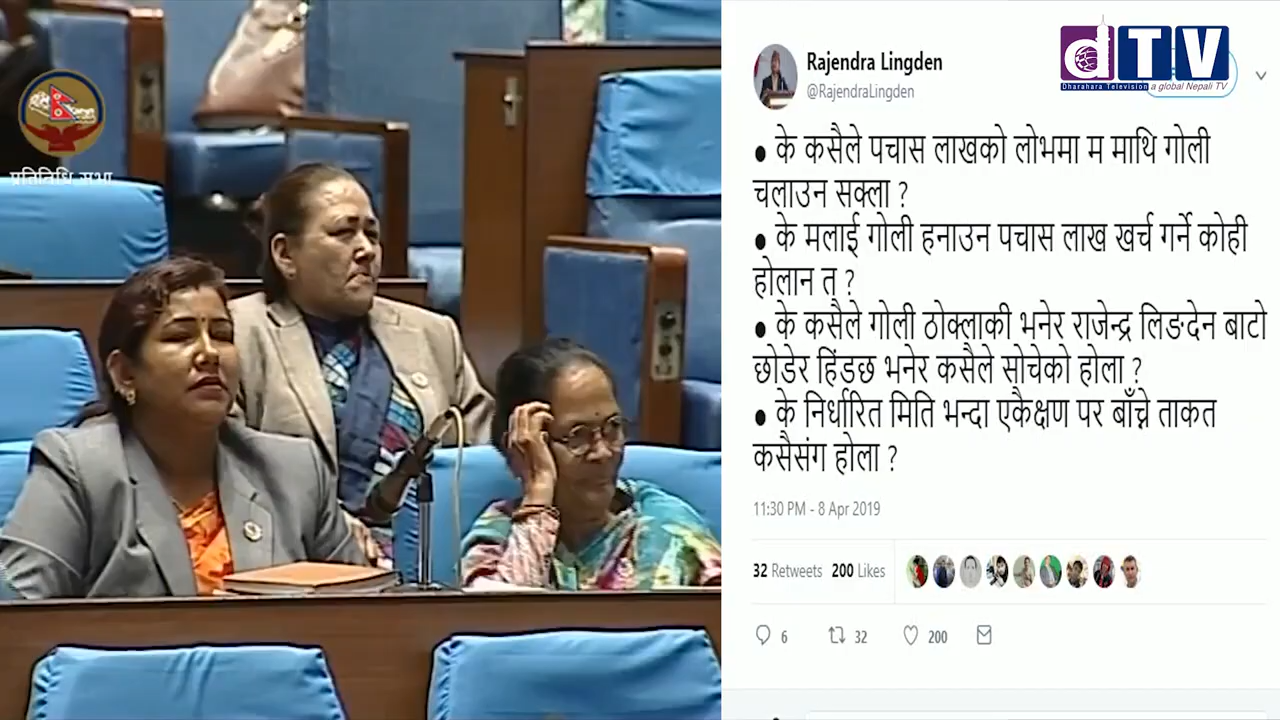 प्रतिनिधि सभा
dTV
Dharahara Television a global Nepali TV
Rajendra Lingden
@RajendraLingden
• के कसैले पचास लाखको लोभमा म माथि गोली
चलाउन सक्ला ?
• के मलाई गोली हनाउन पचास लाख खर्च गर्ने कोही
होलान त ?
• के कसैले गोली ठोक्लाकी भनेर राजेन्द्र लिङदेन बाटो
छोडेर हिंडछ भनेर कसैले सोचेको होला ?
• के निर्धारित मिति भन्दा एकैक्षण पर बाँच्ने ताकत
कसैसंग होला ?
11:30 PM - 8 Apr 2019
32 Retweets 200 Likes
6 32 200